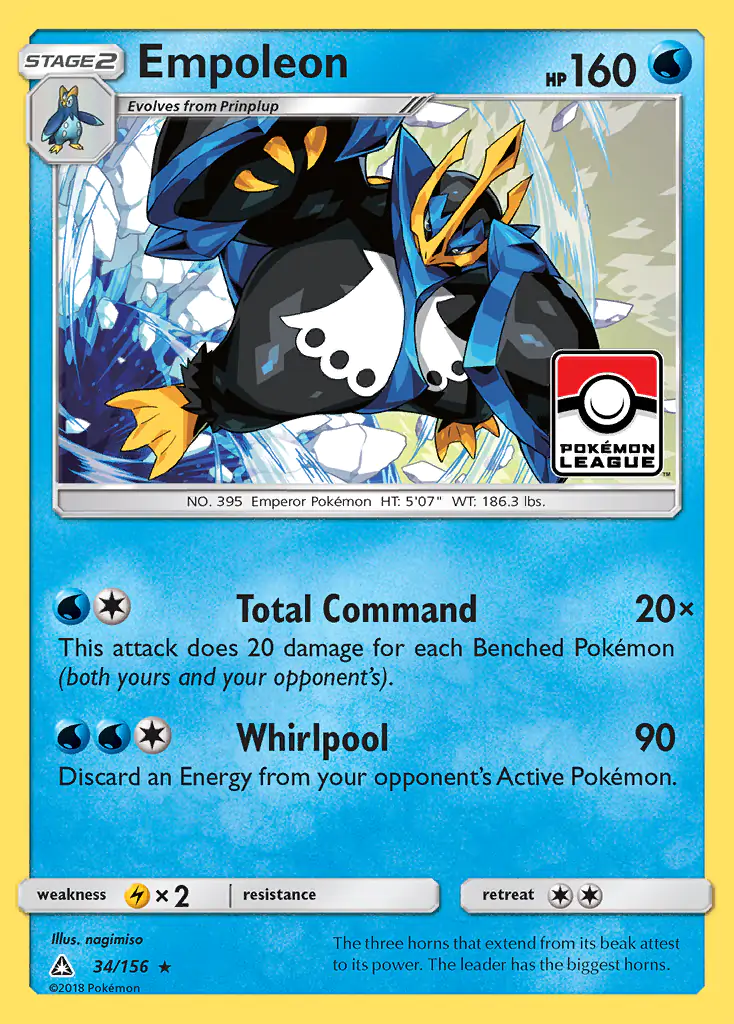 STAGE2
Empoleon
HP 160
Evolves from Prinplup
POKÉMON
LEAGUE
TM
NO. 395 Emperor Pokémon HT: 5'07" WT: 186.3 lbs.
Total Command 20×
This attack does 20 damage for each Benched Pokémon
(both yours and your opponent's).
Whirlpool 90
Discard an Energy from your opponent's Active Pokémon.
weakness × 2 resistance retreat
Illus. nagimiso
The three horns that extend from its beak attest
to its power. The leader has the biggest horns.
34/156 ★
©2018 Pokémon